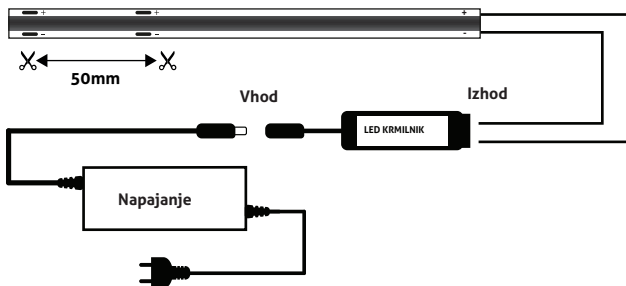 + + +
- - -
50mm
Vhod
Izhod
LED KRMILNIK
Napajanje